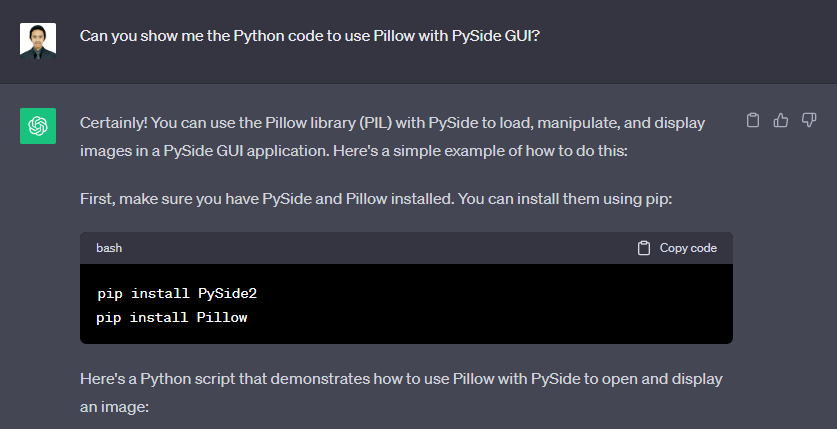 Can you show me the Python code to use Pillow with PySide GUI?
Certainly! You can use the Pillow library (PIL) with PySide to load, manipulate, and display
images in a PySide GUI application. Here's a simple example of how to do this:
First, make sure you have PySide and Pillow installed. You can install them using pip:
bash
Copy code
pip install PySide2
pip install Pillow
Here's a Python script that demonstrates how to use Pillow with PySide to open and display
an image: